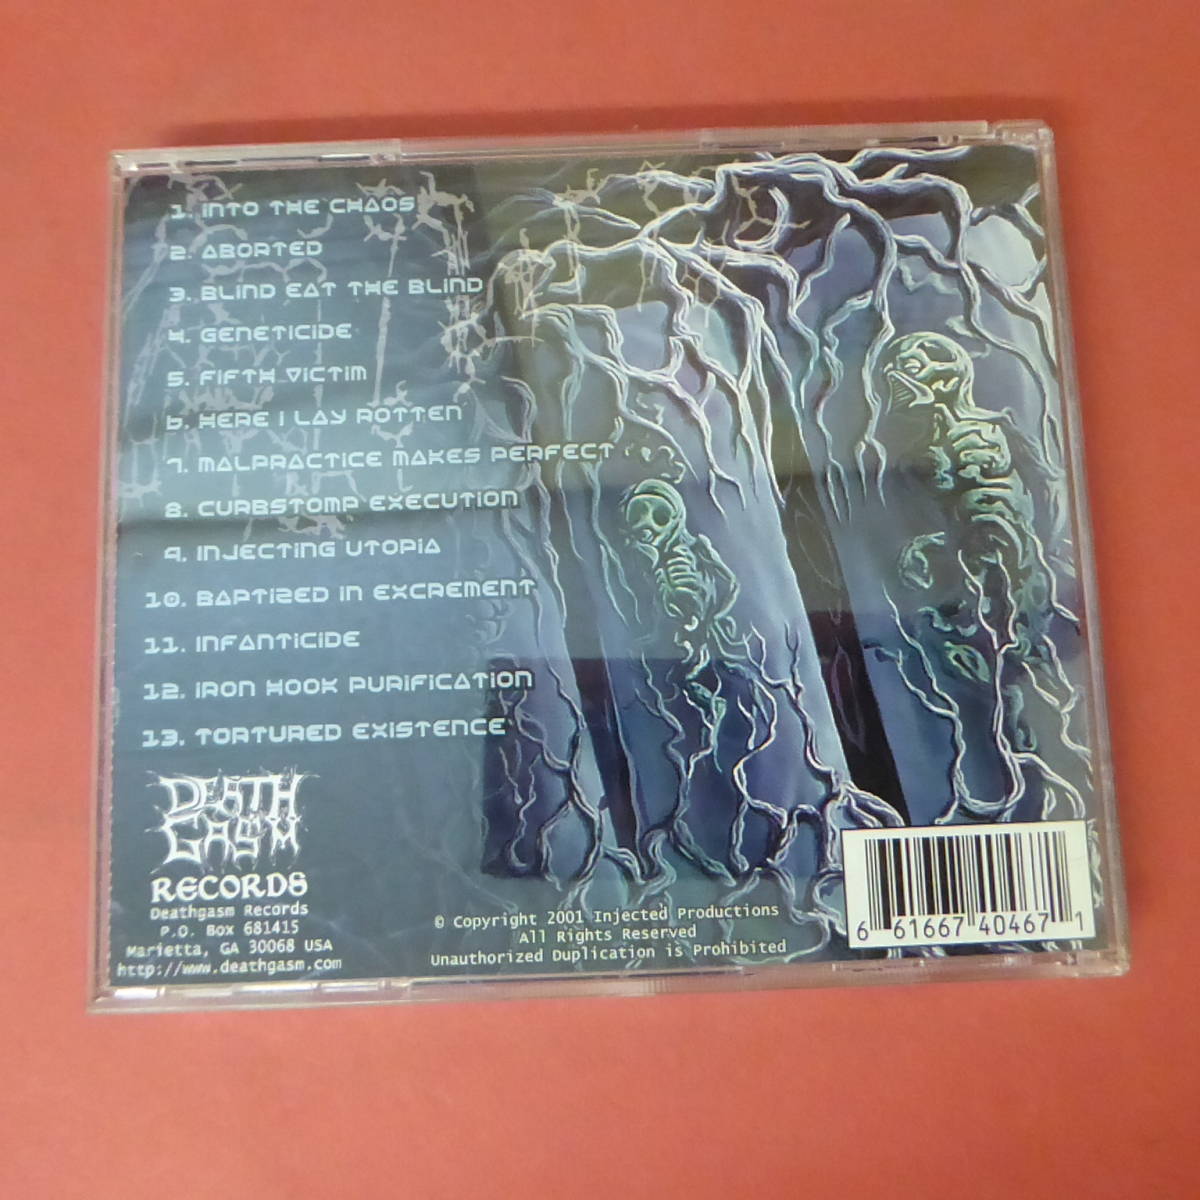 1. INTO THE CHAOS
2. ABORTED
3. BLIND EAT THE BLIND
4. GENETICIDE
5. FIFTH VICTIM
6. HERE I LAY ROTTEN
7. MALPRACTICE MAKES PERFECT
8. CURBSTOMP EXECUTION
9. INJECTING UTOPIA
10. BAPTIZED IN EXCREMENT
11. INFANTICIDE
12. IRON HOOK PURIFICATION
13. TORTURED EXISTENCE
DEATH
GASM
RECORDS
Deathgasm Records
P.O. Box 681415
Marietta, GA 30068 USA
http://www.deathgasm.com
© Copyright 2001 Injected Productions
All Rights Reserved
Unauthorized Duplication is Prohibited
6 61667 40467 1